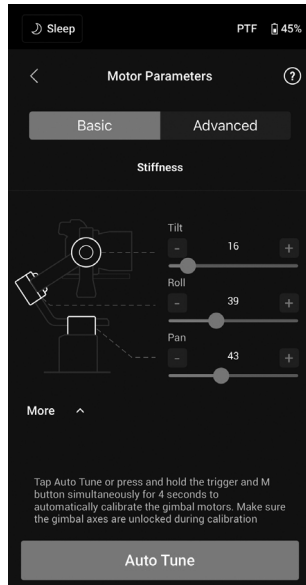 Sleep PTF 45%
Motor Parameters ?
Basic Advanced
Stiffness
Tilt
- 16 +
Roll
- 39 +
Pan
- 43 +
More
Tap Auto Tune or press and hold the trigger and M
button simultaneously for 4 seconds to
automatically calibrate the gimbal motors. Make sure
the gimbal axes are unlocked during calibration
Auto Tune